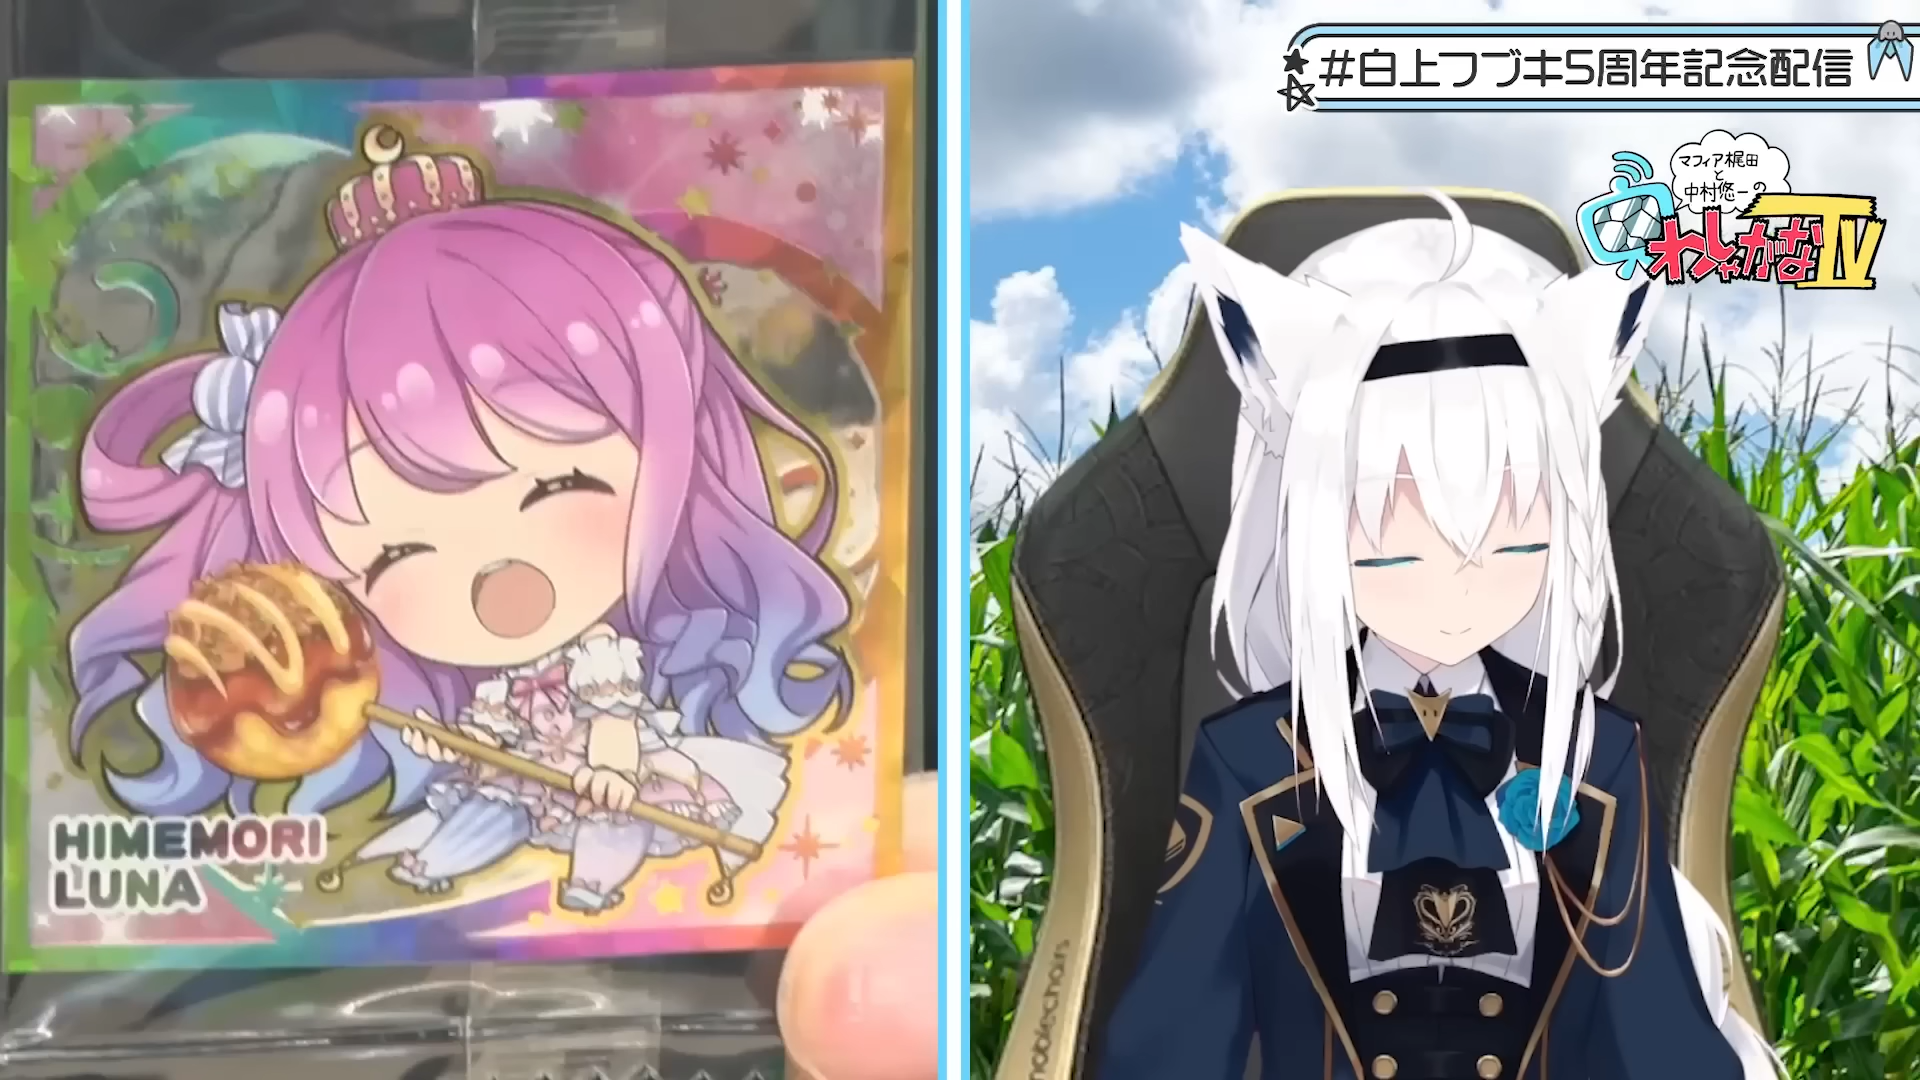 HIMEMORI
LUNA
#白上フブキ5周年記念配信
マフィア梶田
と
中村悠一の
わしゃがなTV
noblechairs